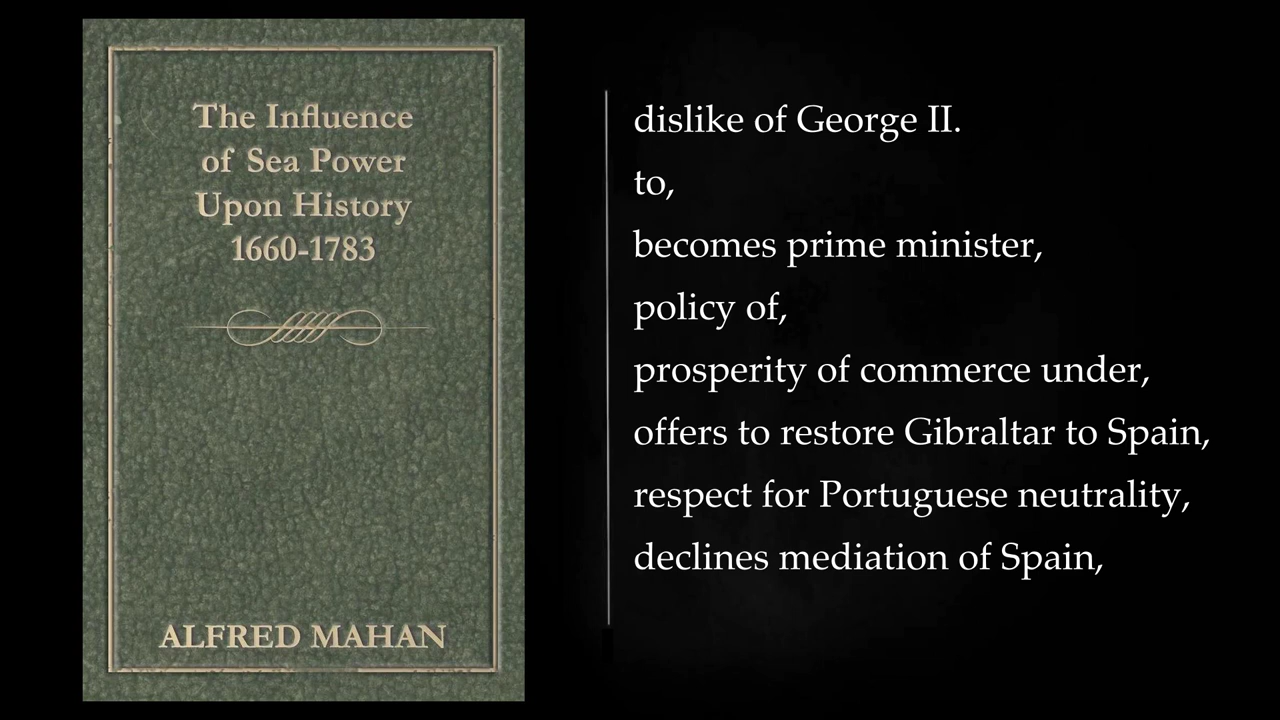 The Influence
of Sea Power
Upon History
1660-1783
ALFRED MAHAN
dislike of George II.
to,
becomes prime minister,
policy of,
prosperity of commerce under,
offers to restore Gibraltar to Spain,
respect for Portuguese neutrality,
declines mediation of Spain,